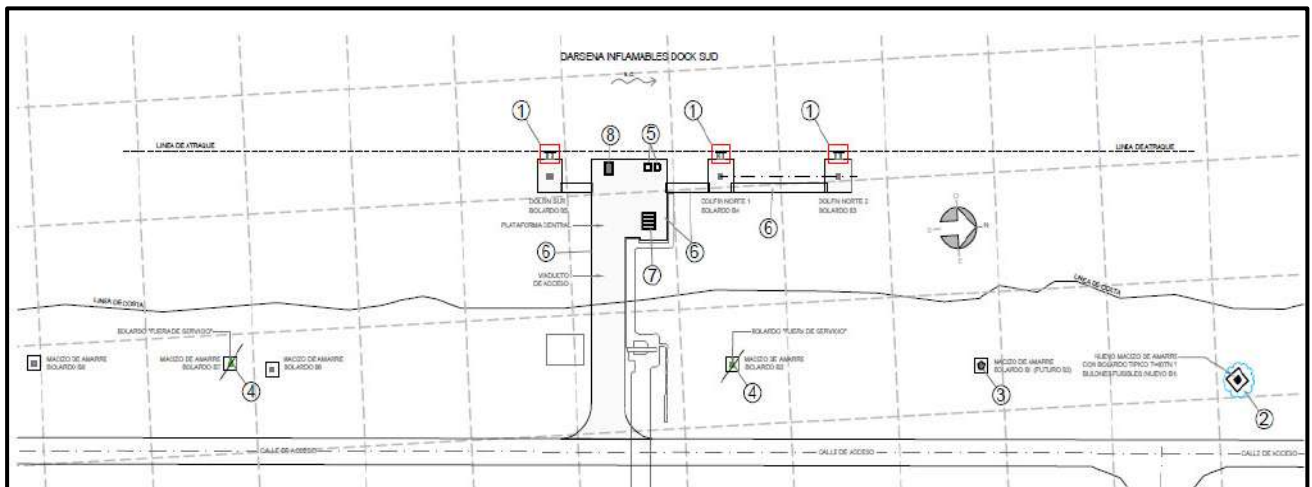 DARSENA INFLAMABLES DOCK SUD
1
1
1
8
5
LINEA DE ATRAQUE
LINEA DE ATRAQUE
DOLFIN SUR
BOLARDO B5
DOLFIN NORTE 1
BOLARDO B4
DOLFIN NORTE 2
BOLARDO B3
PLATAFORMA CENTRAL
6
6
6
7
VIADUCTO
DE ACCESO
LINEA DE COSTA
LINEA DE COSTA
BOLARDO "FUERA DE SERVICIO"
BOLARDO "FUERA DE SERVICIO"
MACIZO DE AMARRE
MACIZO DE AMARRE
BOLARDO B7
MACIZO DE AMARRE
MACIZO DE AMARRE
BOLARDO B2
MACIZO DE AMARRE
BOLARDO B1 (FUTURO B2)
NUEVO MACIZO DE AMARRE
CON BOLARDO TIPICO
BULONES FUSIBLES (NUEVO B1)
4
4
3
2
CALLE DE ACCESO
CALLE DE ACCESO
CALLE DE ACCESO